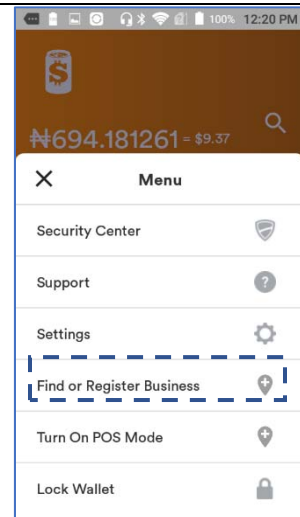 100% 12:20 PM
$
₦694.181261 = $9.37
Menu
Security Center
Support
?
Settings
Find or Register Business
Turn On POS Mode
Lock Wallet